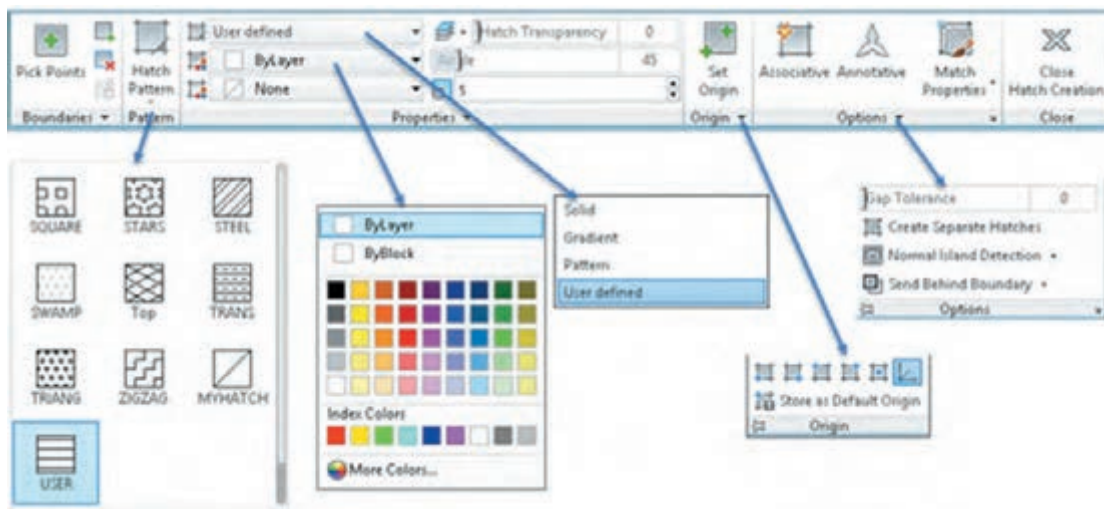 User defined
Hatch Transparency 0
Pick Points
Hatch Pattern
ByLayer
45
None
5
Set Origin
Associative
Annotative
Match Properties
Close Hatch Creation
Boundaries
Pattern
Properties
Origin
Options
Close
SQUARE
STARS
STEEL
SWAMP
Top
TRANS
TRIANG
ZIGZAG
MYHATCH
USER
ByLayer
ByBlock
Index Colors
More Colors...
Solid
Gradient
Pattern
User defined
Gap Tolerance 0
Create Separate Hatches
Normal Island Detection
Send Behind Boundary
Options
Store as Default Origin
Origin